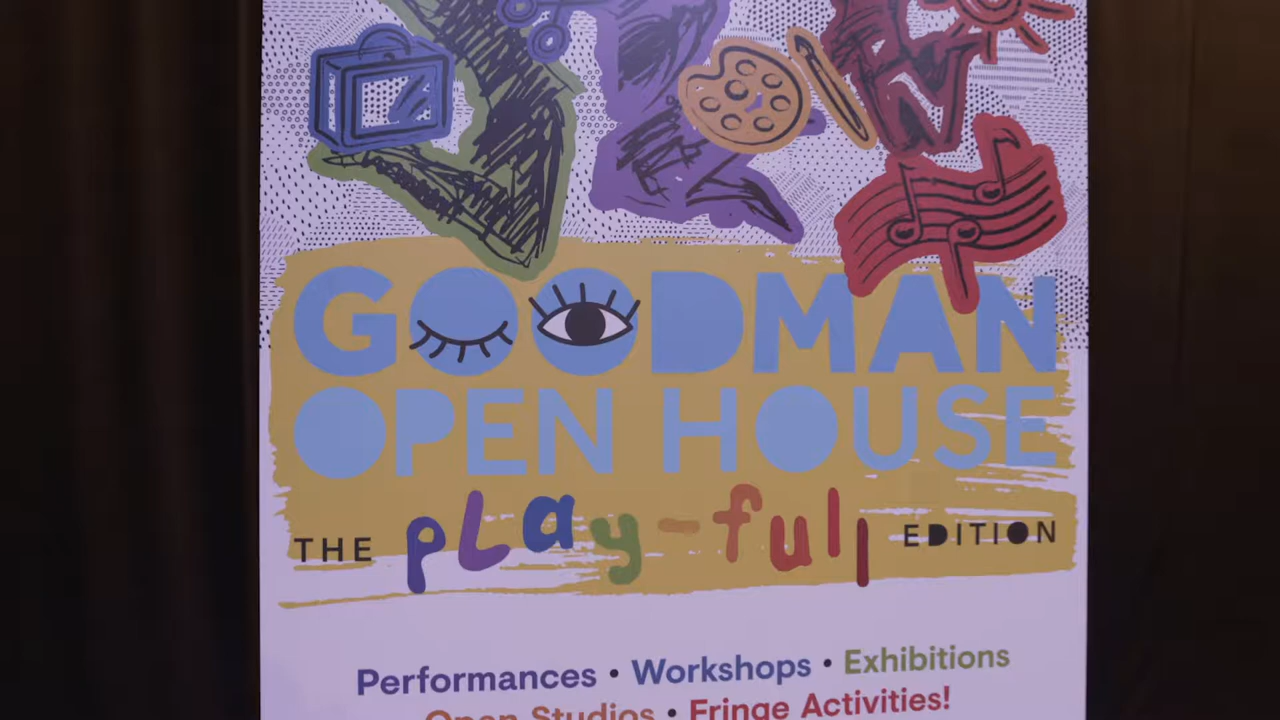 GOODMAN
OPEN HOUSE
THE play-full EDITION
Performances • Workshops • Exhibitions
Open Studios • Fringe Activities!